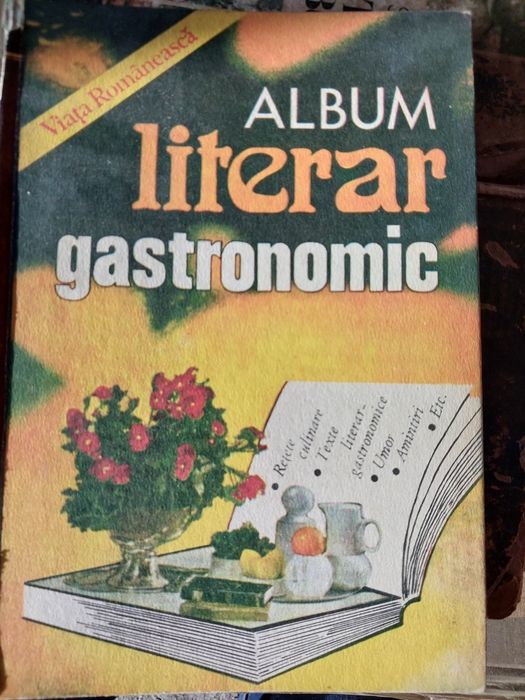 Viața Românească
ALBUM
literar
gastronomic
• Rețete
culinare
• Texte
literar-
gastronomice
• Umor
• Amintiri
• Etc.